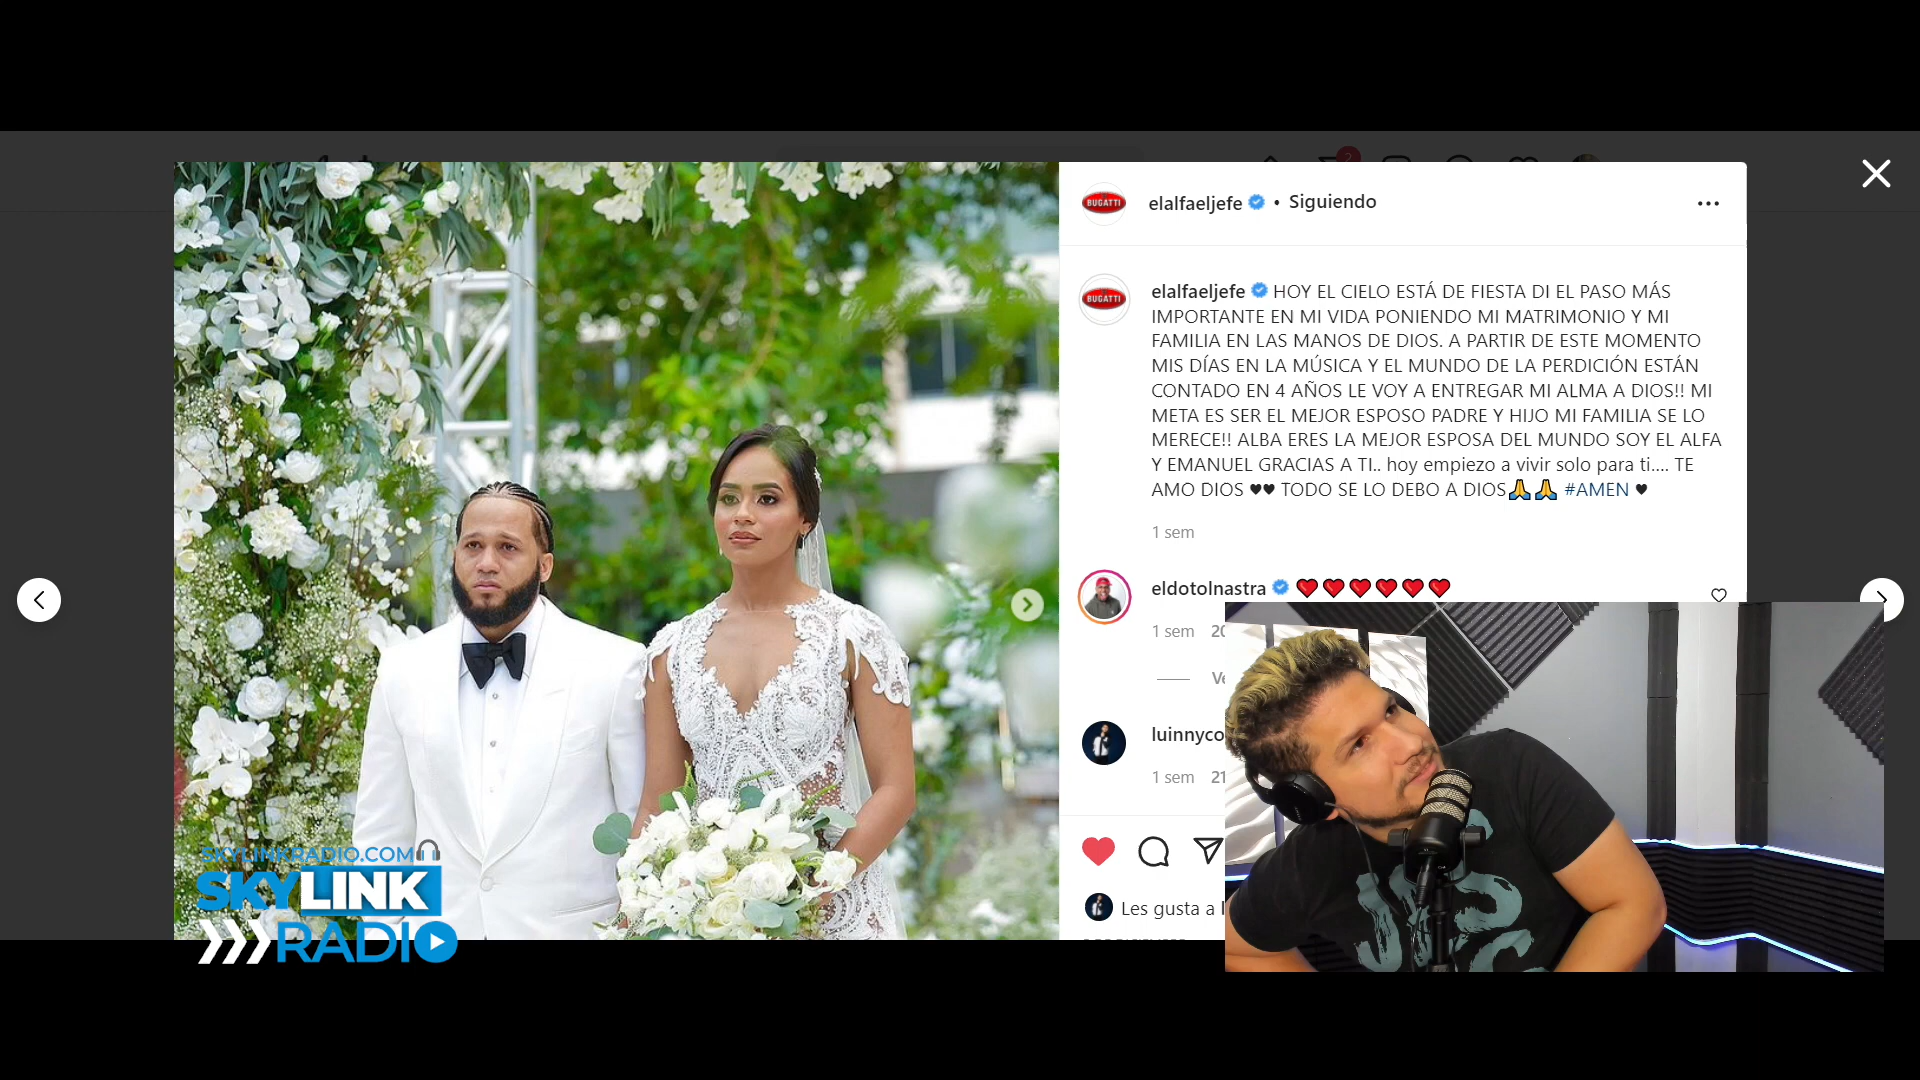 2
elalfaeljefe • Siguiendo
BUGATTI
BUGATTI
elalfaeljefe HOY EL CIELO ESTÁ DE FIESTA DI EL PASO MÁS
IMPORTANTE EN MI VIDA PONIENDO MI MATRIMONIO Y MI
FAMILIA EN LAS MANOS DE DIOS. A PARTIR DE ESTE MOMENTO
MIS DÍAS EN LA MÚSICA Y EL MUNDO DE LA PERDICIÓN ESTÁN
CONTADO EN 4 AÑOS LE VOY A ENTREGAR MI ALMA A DIOS!! MI
META ES SER EL MEJOR ESPOSO PADRE Y HIJO MI FAMILIA SE LO
MERECE!! ALBA ERES LA MEJOR ESPOSA DEL MUNDO SOY EL ALFA
Y EMANUEL GRACIAS A TI.. hoy empiezo a vivir solo para ti.... TE
AMO DIOS ♥♥ TODO SE LO DEBO A DIOS🙏🙏 #AMEN ♥
1 sem
eldotolnastra ❤️❤️❤️❤️❤️❤️
1 sem 20
Ve
luinnyco
1 sem 21
Les gusta a l
SKYLINKRADIO.COM
SKYLINK
RADIO